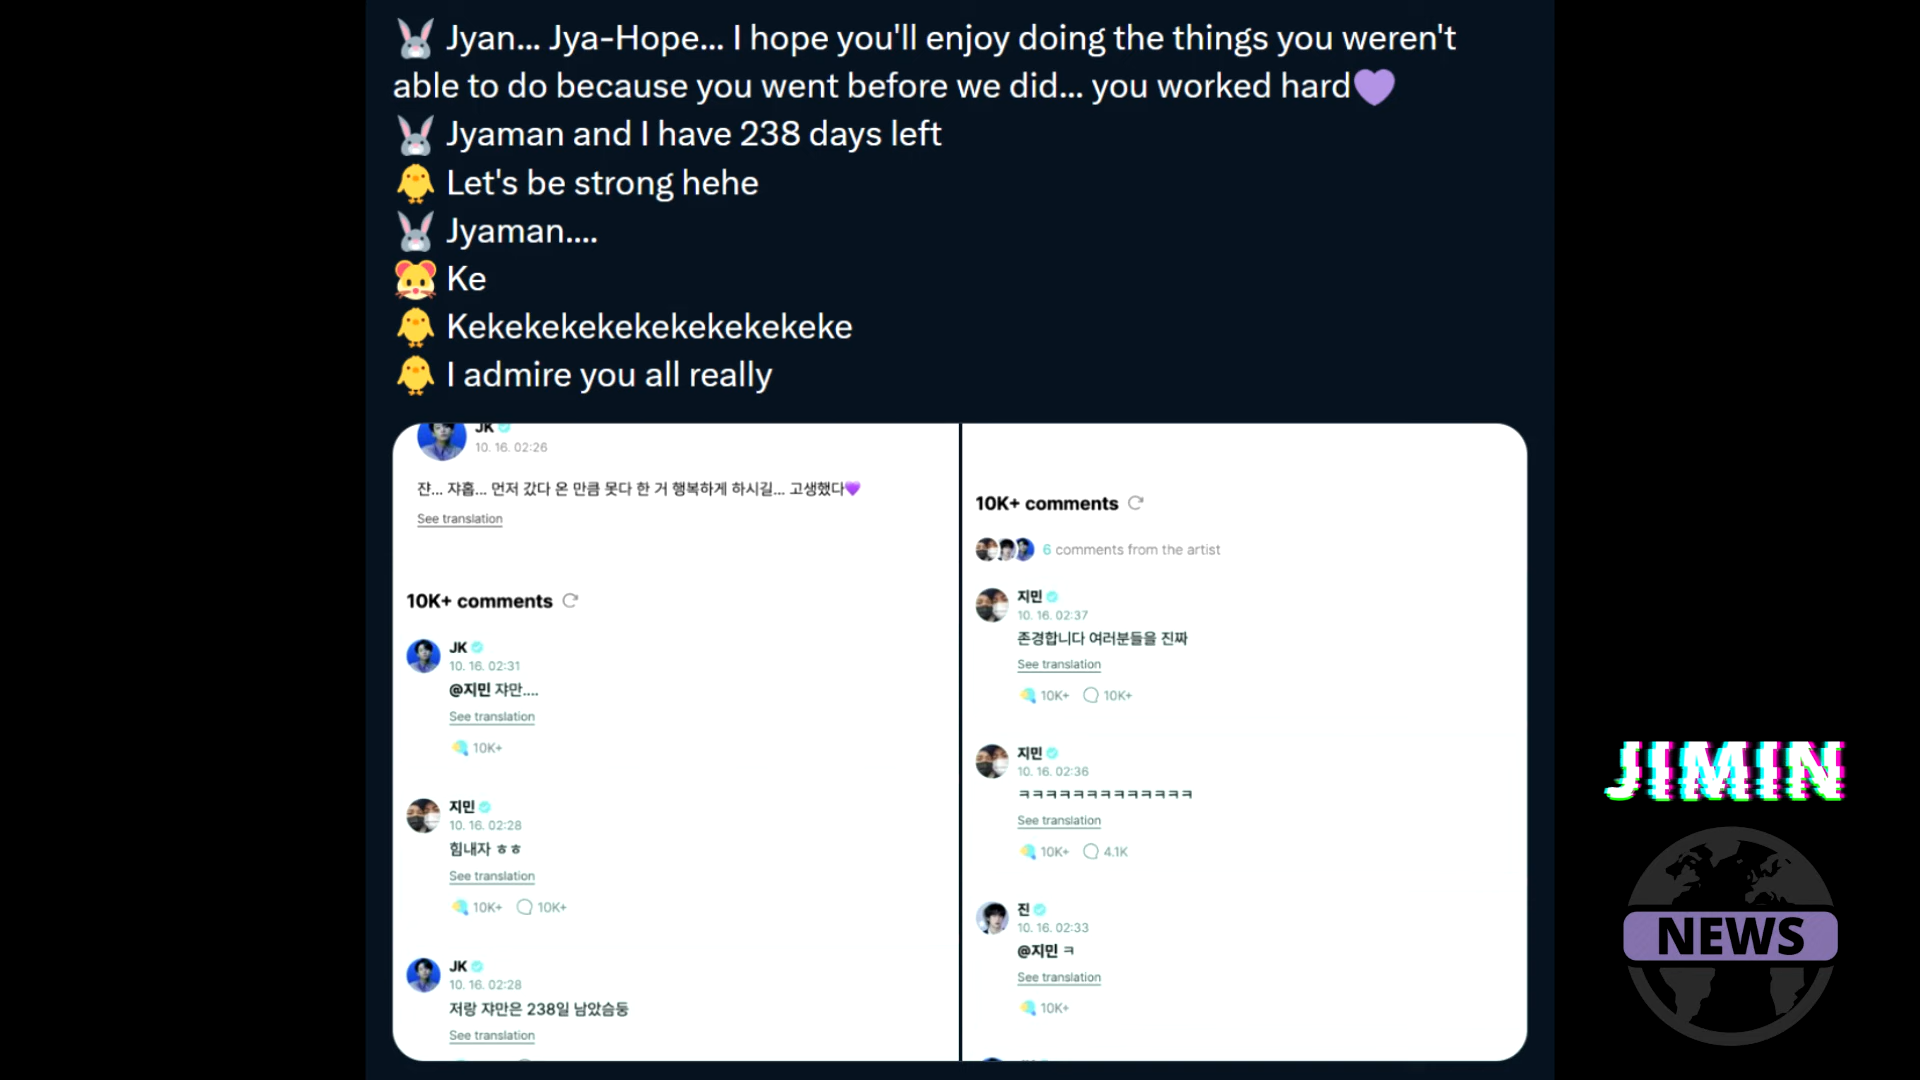 Jyan... Jya-Hope... I hope you'll enjoy doing the things you weren't
able to do because you went before we did... you worked hard💜
Jyaman and I have 238 days left
Let's be strong hehe
Jyaman....
Ke
Kekekekekekekekekekeke
I admire you all really
JK
10. 16. 02:26
쟌... 쟈홉... 먼저 갔다 온 만큼 못다 한 거 행복하게 하시길... 고생했다💜
See translation
10K+ comments
JK
10. 16. 02:31
@지민 쟈만....
See translation
10K+
지민
10. 16. 02:28
힘내자 ㅎㅎ
See translation
10K+ 10K+
JK
10. 16. 02:28
저랑 쟈만은 238일 남았슴둥
See translation
10K+ comments
6 comments from the artist
지민
10. 16. 02:37
존경합니다 여러분들을 진짜
See translation
10K+ 10K+
지민
10. 16. 02:36
ㅋㅋㅋㅋㅋㅋㅋㅋㅋㅋㅋㅋㅋ
See translation
10K+ 4.1K
진
10. 16. 02:33
@지민 ㅋ
See translation
10K+
JIMIN
NEWS